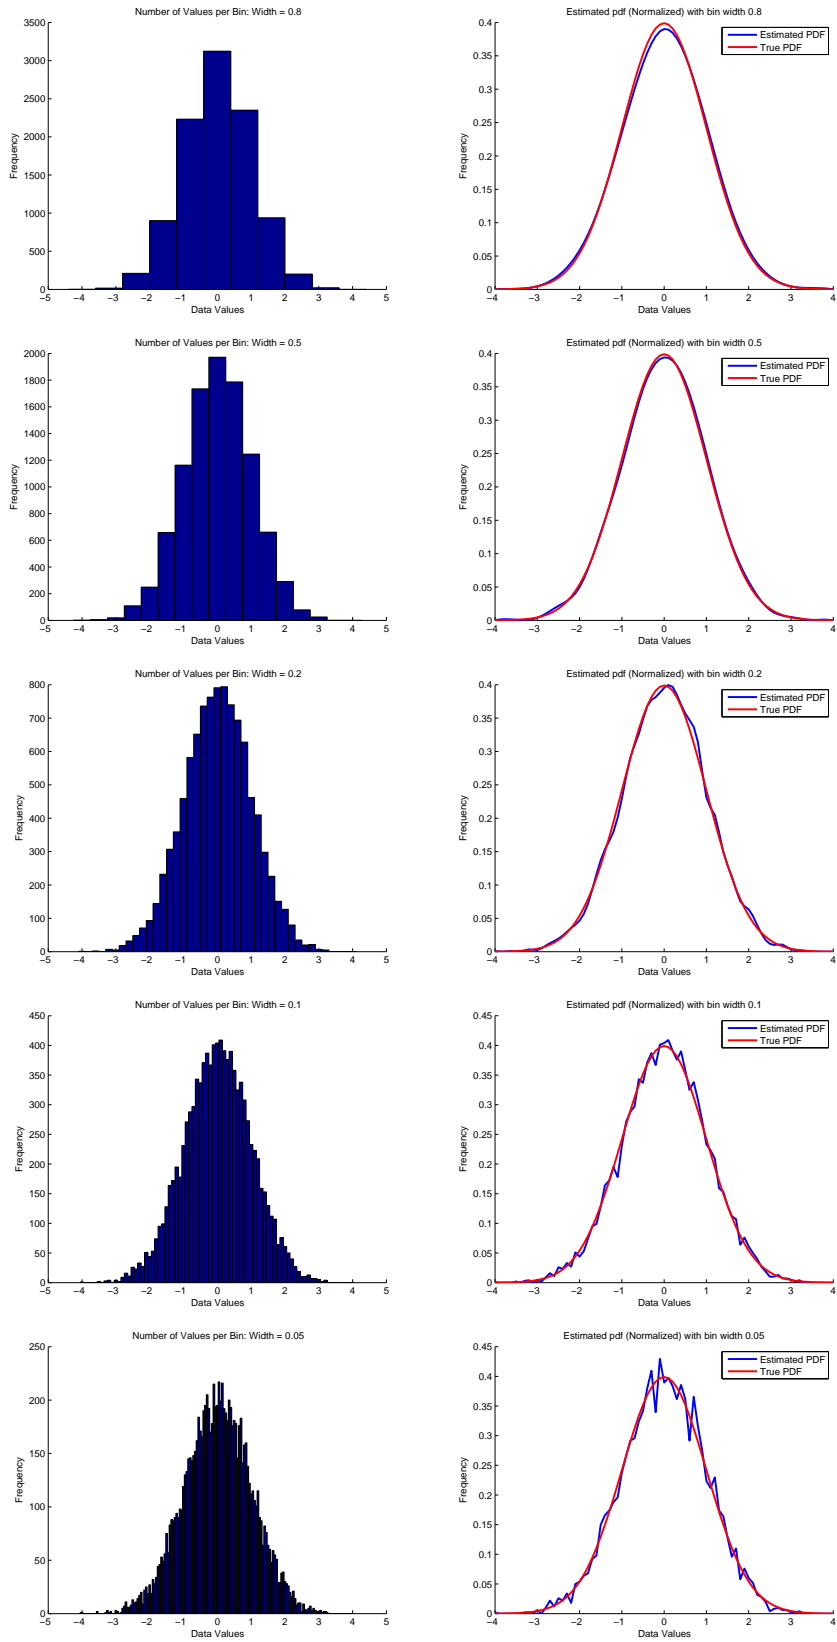 Number of Values per Bin: Width = 0.8
3500
3000
2500
2000
1500
1000
500
0
Frequency
−5 −4 −3 −2 −1 0 1 2 3 4 5
Data Values
Estimated pdf (Normalized) with bin width 0.8
0.4
0.35
0.3
0.25
0.2
0.15
0.1
0.05
0
Frequency
Estimated PDF
True PDF
−4 −3 −2 −1 0 1 2 3 4
Data Values
Number of Values per Bin: Width = 0.5
2000
1800
1600
1400
1200
1000
800
600
400
200
0
Frequency
−5 −4 −3 −2 −1 0 1 2 3 4 5
Data Values
Estimated pdf (Normalized) with bin width 0.5
0.4
0.35
0.3
0.25
0.2
0.15
0.1
0.05
0
Frequency
Estimated PDF
True PDF
−4 −3 −2 −1 0 1 2 3 4
Data Values
Number of Values per Bin: Width = 0.2
800
700
600
500
400
300
200
100
0
Frequency
−5 −4 −3 −2 −1 0 1 2 3 4 5
Data Values
Estimated pdf (Normalized) with bin width 0.2
0.4
0.35
0.3
0.25
0.2
0.15
0.1
0.05
0
Frequency
Estimated PDF
True PDF
−4 −3 −2 −1 0 1 2 3 4
Data Values
Number of Values per Bin: Width = 0.1
450
400
350
300
250
200
150
100
50
0
Frequency
−5 −4 −3 −2 −1 0 1 2 3 4 5
Data Values
Estimated pdf (Normalized) with bin width 0.1
0.45
0.4
0.35
0.3
0.25
0.2
0.15
0.1
0.05
0
Frequency
Estimated PDF
True PDF
−4 −3 −2 −1 0 1 2 3 4
Data Values
Number of Values per Bin: Width = 0.05
250
200
150
100
50
0
Frequency
−5 −4 −3 −2 −1 0 1 2 3 4 5
Data Values
Estimated pdf (Normalized) with bin width 0.05
0.45
0.4
0.35
0.3
0.25
0.2
0.15
0.1
0.05
0
Frequency
Estimated PDF
True PDF
−4 −3 −2 −1 0 1 2 3 4
Data Values